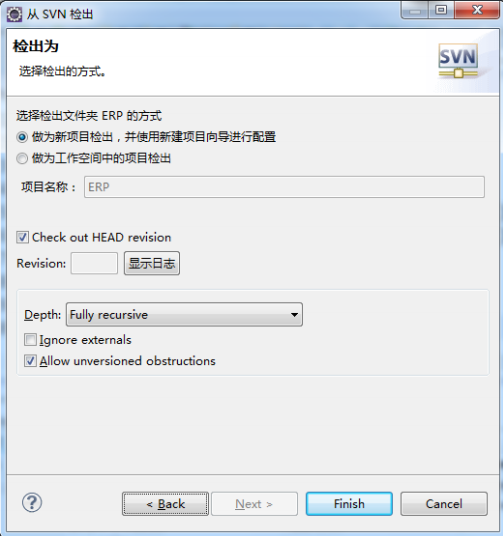 从 SVN 检出
检出为
选择检出的方式。
SVN
选择检出文件夹 ERP 的方式
做为新项目检出，并使用新建项目向导进行配置
做为工作空间中的项目检出
项目名称： ERP
Check out HEAD revision
Revision: 显示日志
Depth: Fully recursive
Ignore externals
Allow unversioned obstructions
? < Back Next > Finish Cancel